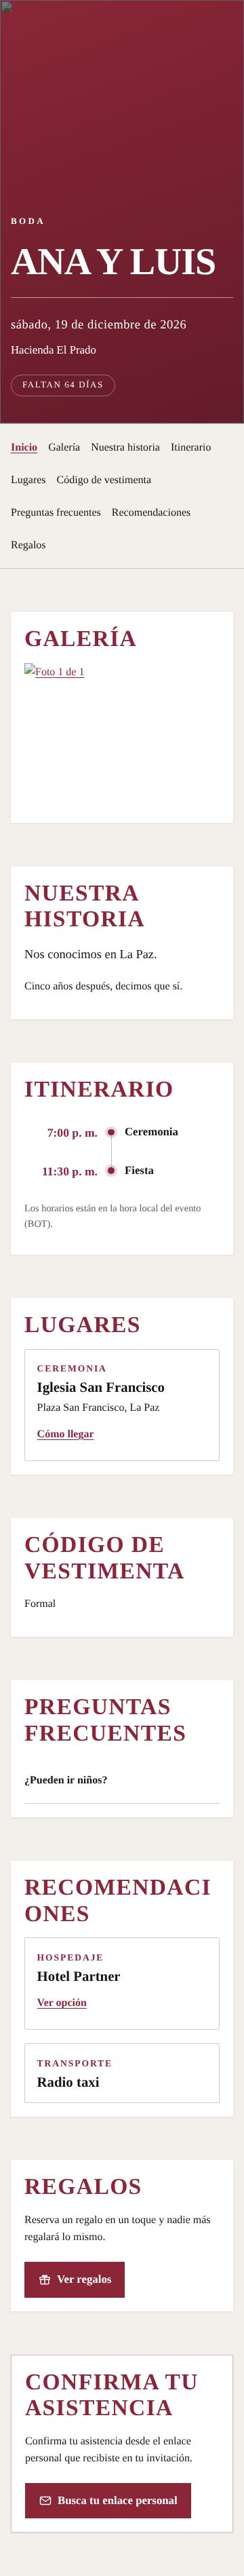 BODA
ANA Y LUIS
sábado, 19 de diciembre de 2026
Hacienda El Prado
FALTAN 64 DÍAS
Inicio Galería Nuestra historia Itinerario
Lugares Código de vestimenta
Preguntas frecuentes Recomendaciones
Regalos
GALERÍA
Foto 1 de 1
NUESTRA
HISTORIA
Nos conocimos en La Paz.
Cinco años después, decimos que sí.
ITINERARIO
7:00 p. m. Ceremonia
11:30 p. m. Fiesta
Los horarios están en la hora local del evento
(BOT).
LUGARES
CEREMONIA
Iglesia San Francisco
Plaza San Francisco, La Paz
Cómo llegar
CÓDIGO DE
VESTIMENTA
Formal
PREGUNTAS
FRECUENTES
¿Pueden ir niños?
RECOMENDACI
ONES
HOSPEDAJE
Hotel Partner
Ver opción
TRANSPORTE
Radio taxi
REGALOS
Reserva un regalo en un toque y nadie más
regalará lo mismo.
Ver regalos
CONFIRMA TU
ASISTENCIA
Confirma tu asistencia desde el enlace
personal que recibiste en tu invitación.
Busca tu enlace personal